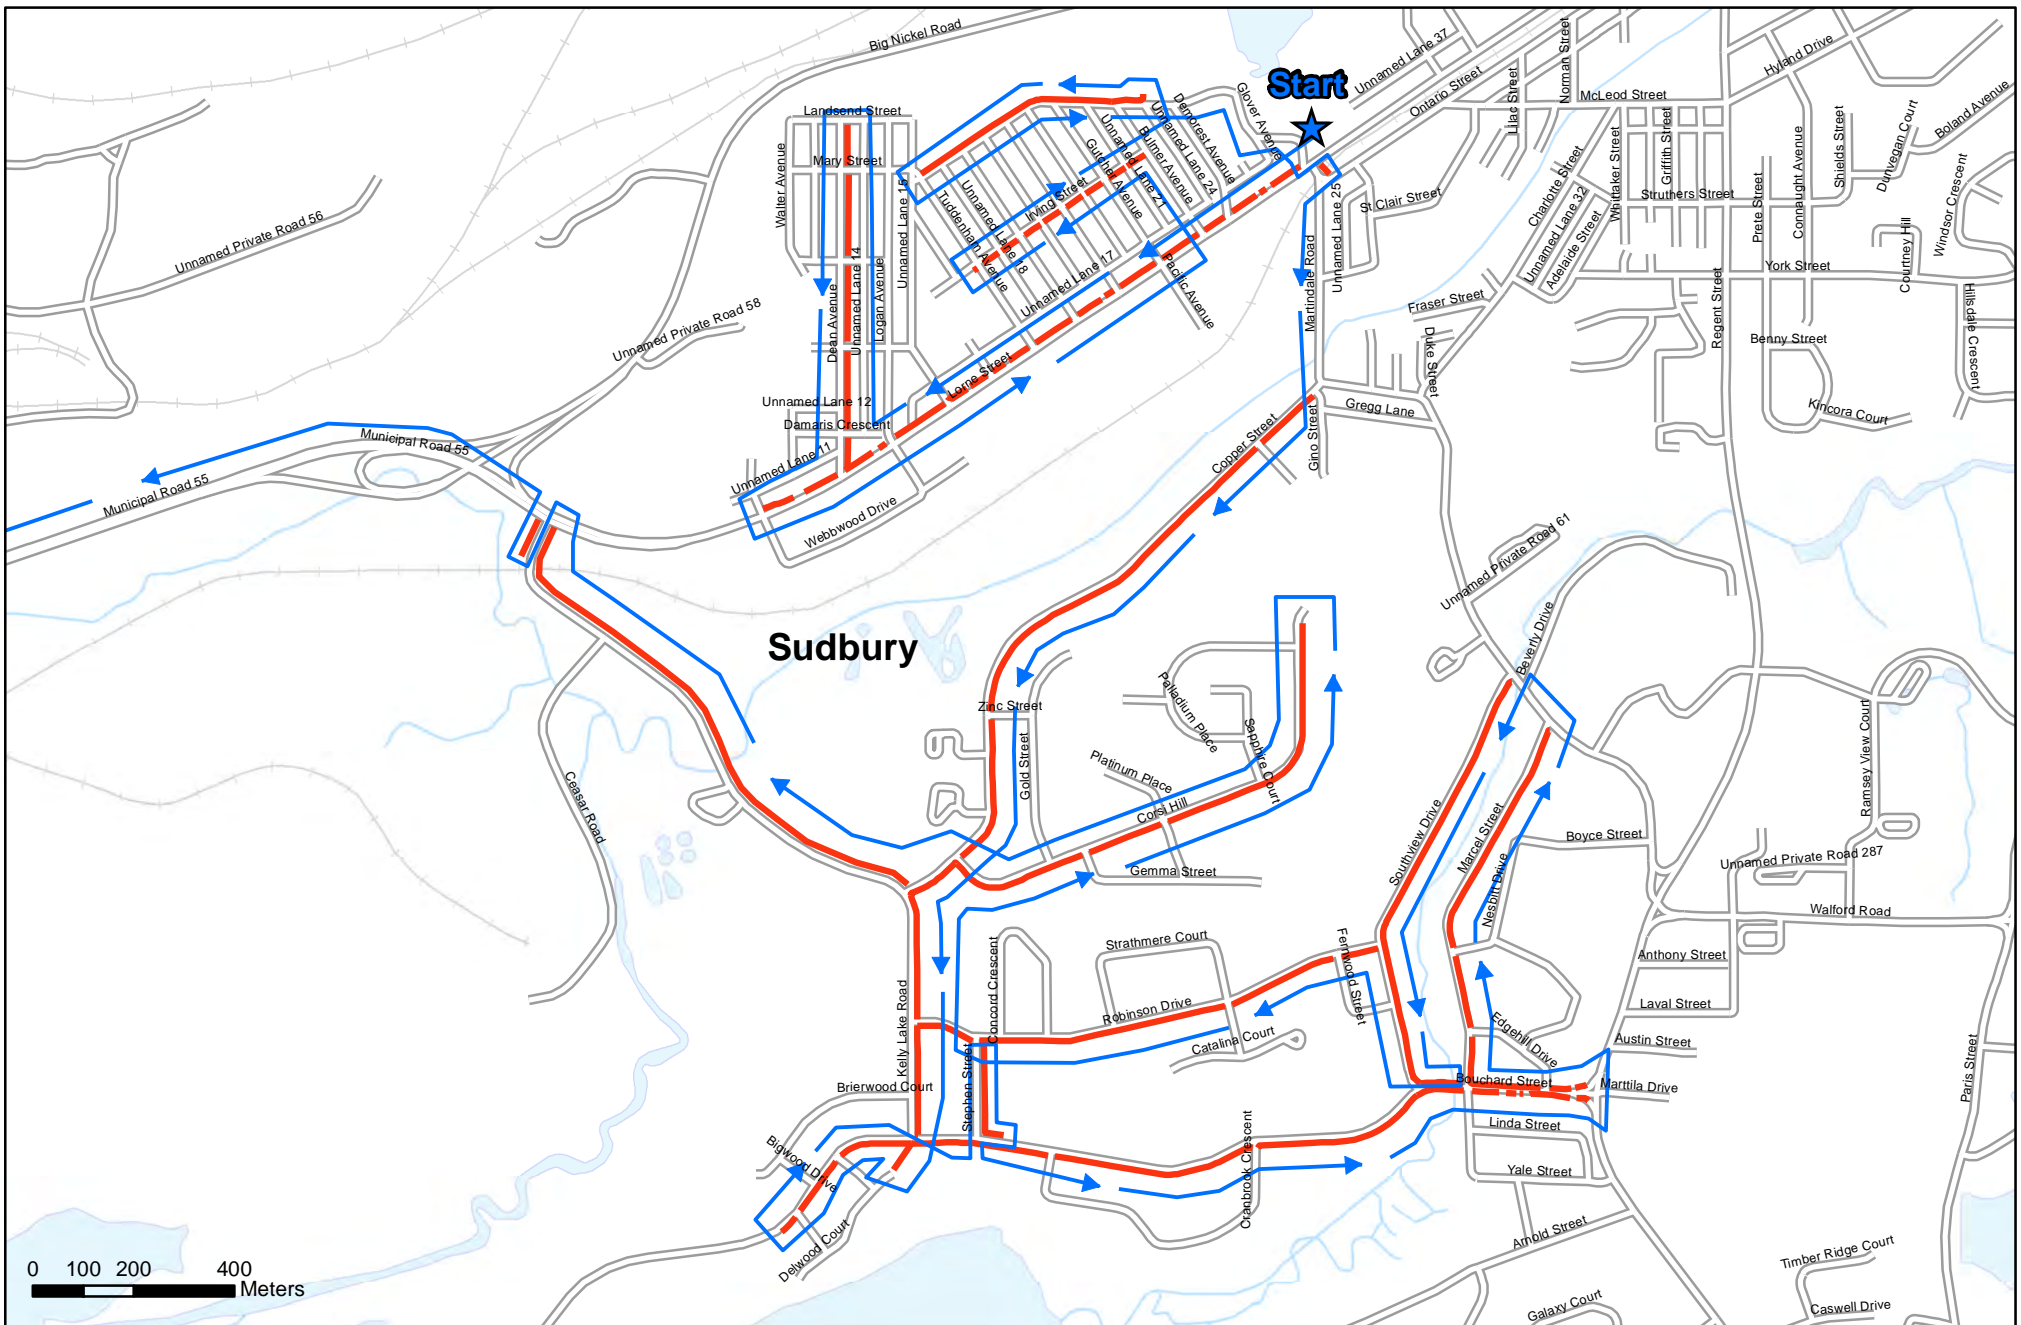 Big Nickel Road
Unnamed Lane 37
Norman Street
Hyland Drive
Start
Ontario Street
McLeod Street
Lilac Street
Glover Avenue
Demorest Avenue
Unnamed Lane 24
Bulmer Avenue
Unnamed Lane 21
Gutcher Avenue
Landsend Street
Mary Street
Walter Avenue
Unnamed Lane 15
Unnamed Lane 14
Logan Avenue
Dean Avenue
Irving Street
Unnamed Lane 18
Tuddenham Avenue
Unnamed Lane 17
Pacific Avenue
Lorne Street
Unnamed Private Road 56
Unnamed Private Road 58
Unnamed Lane 12
Damaris Crescent
Unnamed Lane 11
Webbwood Drive
Municipal Road 55
Municipal Road 55
Martindale Road
Unnamed Lane 25
St Clair Street
Charlotte Street
Unnamed Lane 32
Adelaide Street
Whitaker Street
Griffith Street
Struthers Street
Prete Street
Connaught Avenue
Shields Street
Dunvegan Court
Boland Avenue
Windsor Crescent
Courtney Hill
York Street
Hillsdale Crescent
Regent Street
Benny Street
Kincora Court
Fraser Street
Duke Street
Gregg Lane
Gino Street
Copper Street
Unnamed Private Road 61
Beverly Drive
Sudbury
Zinc Street
Gold Street
Palladium Place
Sapphire Court
Platinum Place
Corsi Hill
Gemma Street
Ceasar Road
Southview Drive
Marcel Street
Nesbitt Drive
Boyce Street
Ramsey View Court
Unnamed Private Road 287
Walford Road
Anthony Street
Laval Street
Austin Street
Marttila Drive
Paris Street
Strathmere Court
Fernwood Street
Concord Crescent
Robinson Drive
Catalina Court
Edgehill Drive
Bouchard Street
Linda Street
Yale Street
Arnold Street
Kelly Lake Road
Brierwood Court
Stephen Street
Cranbrook Crescent
Bigwood Drive
Delwood Court
Timber Ridge Court
Galaxy Court
Caswell Drive
0 100 200 400
Meters